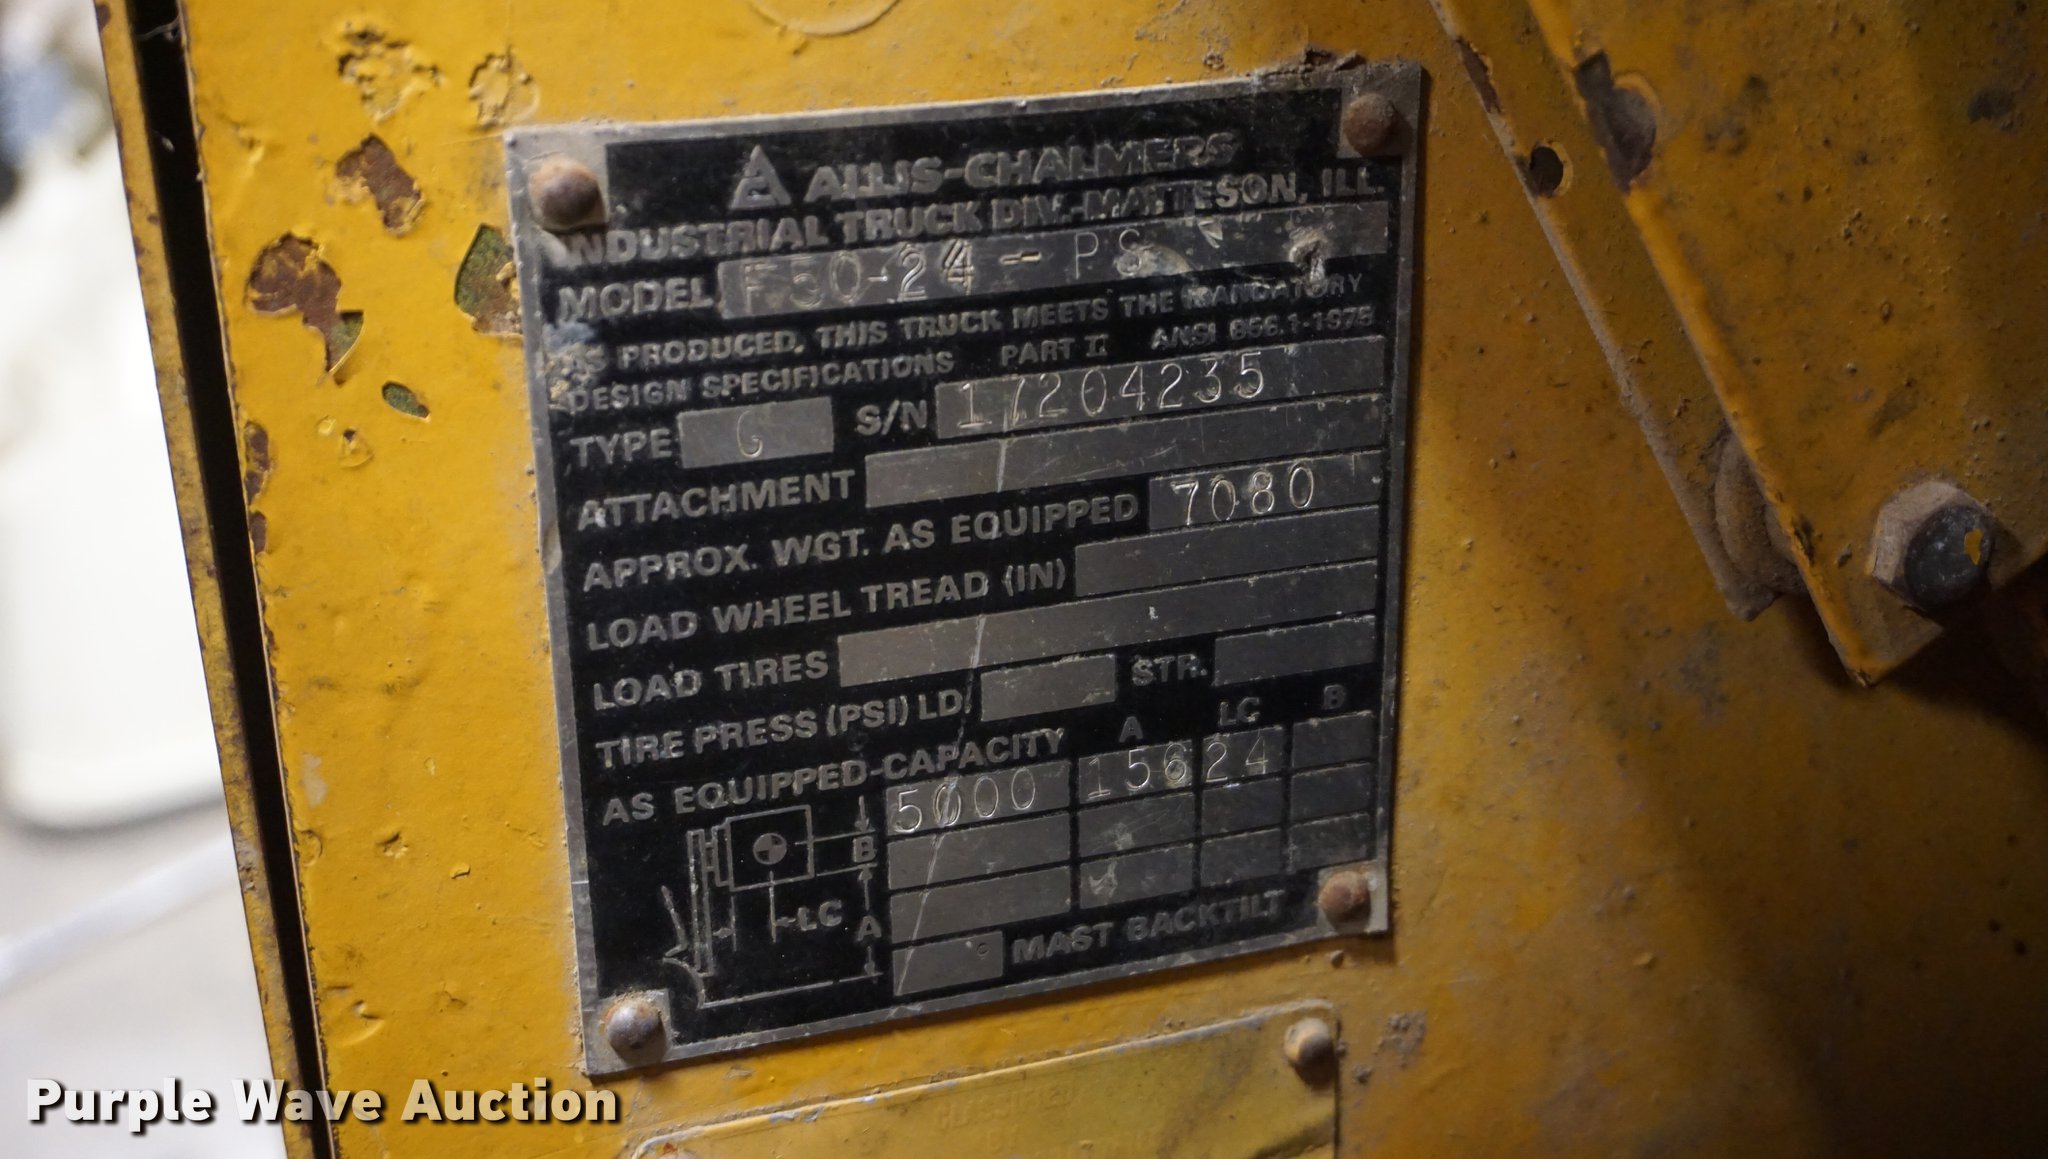 ALLIS-CHALMERS
INDUSTRIAL TRUCK DIV.-MATTESON, ILL.
MODEL F50-24-PS
AS PRODUCED, THIS TRUCK MEETS THE MANDATORY
DESIGN SPECIFICATIONS PART II ANSI B56.1-1975
TYPE G S/N 17204235
ATTACHMENT
APPROX. WGT. AS EQUIPPED 7080
LOAD WHEEL TREAD (IN)
LOAD TIRES
TIRE PRESS (PSI) LD. STR.
AS EQUIPPED-CAPACITY A LC B
5000 156 24
B
LC A
° MAST BACKTILT
Purple Wave Auction